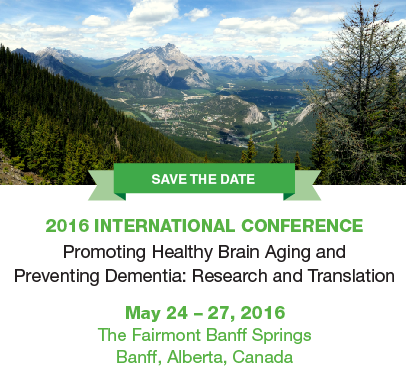 SAVE THE DATE
2016 INTERNATIONAL CONFERENCE
Promoting Healthy Brain Aging and
Preventing Dementia: Research and Translation
May 24 – 27, 2016
The Fairmont Banff Springs
Banff, Alberta, Canada